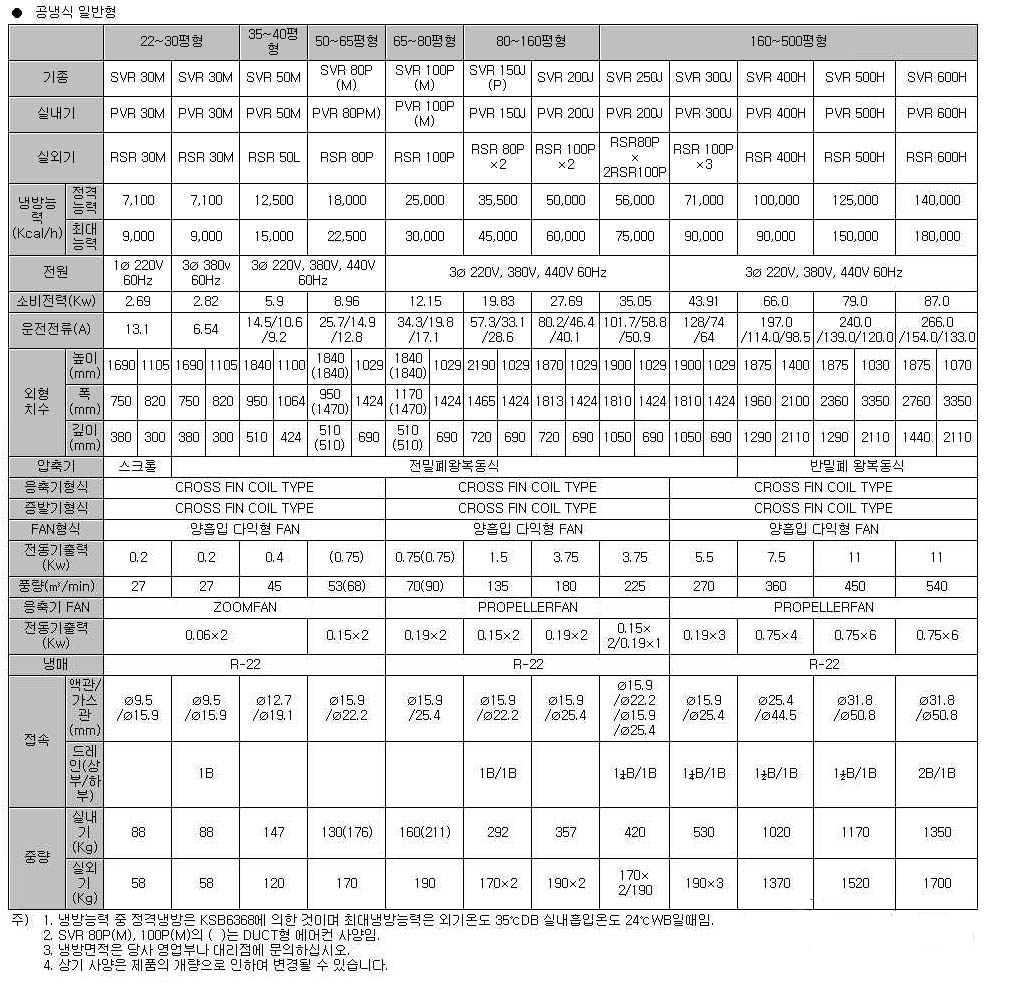 ● 공냉식 일반형
22~30평형 35~40평형 50~65평형 65~80평형 80~160평형 160~500평형
기종 SVR 30M SVR 30M SVR 50M SVR 80P(M) SVR 100P(M) SVR 150J(P) SVR 200J SVR 250J SVR 300J SVR 400H SVR 500H SVR 600H
실내기 PVR 30M PVR 30M PVR 50M PVR 80PM) PVR 100P(M) PVR 150J PVR 200J PVR 200J PVR 300J PVR 400H PVR 500H PVR 600H
실외기 RSR 30M RSR 30M RSR 50L RSR 80P RSR 100P RSR 80P×2 RSR 100P×2 RSR80P×2RSR100P RSR 100P×3 RSR 400H RSR 500H RSR 600H
냉방능력(Kcal/h) 정격능력 7,100 7,100 12,500 18,000 25,000 35,500 50,000 56,000 71,000 100,000 125,000 140,000
최대능력 9,000 9,000 15,000 22,500 30,000 45,000 60,000 75,000 90,000 90,000 150,000 180,000
전원 1∅ 220V 60Hz 3∅ 380v 60Hz 3∅ 220V, 380V, 440V 60Hz 3∅ 220V, 380V, 440V 60Hz 3∅ 220V, 380V, 440V 60Hz
소비전력(Kw) 2.69 2.82 5.9 8.96 12.15 19.83 27.69 35.05 43.91 66.0 79.0 87.0
운전전류(A) 13.1 6.54 14.5/10.6/9.2 25.7/14.9/12.8 34.3/19.8/17.1 57.3/33.1/28.6 80.2/46.4/40.1 101.7/58.8/50.9 128/74/64 197.0/114.0/98.5 240.0/139.0/120.0 266.0/154.0/133.0
외형치수 높이(mm) 1690 1105 1690 1105 1840 1100 1840(1840) 1029 1840(1840) 1029 2190 1029 1870 1029 1900 1029 1900 1029 1875 1400 1875 1030 1875 1070
폭(mm) 750 820 750 820 950 1064 950(1470) 1424 1170(1470) 1424 1465 1424 1813 1424 1810 1424 1810 1424 1960 2100 2360 3350 2760 3350
깊이(mm) 380 300 380 300 510 424 510(510) 690 510(510) 690 720 690 720 690 1050 690 1050 690 1290 2110 1290 2110 1440 2110
압축기 스크롤 전밀폐왕복동식 반밀폐 왕복동식
응축기형식 CROSS FIN COIL TYPE CROSS FIN COIL TYPE CROSS FIN COIL TYPE
증발기형식 CROSS FIN COIL TYPE CROSS FIN COIL TYPE CROSS FIN COIL TYPE
FAN형식 양흡입 다익형 FAN 양흡입 다익형 FAN 양흡입 다익형 FAN
전동기출력(Kw) 0.2 0.2 0.4 (0.75) 0.75(0.75) 1.5 3.75 3.75 5.5 7.5 11 11
풍량(㎥/min) 27 27 45 53(68) 70(90) 135 180 225 270 360 450 540
응축기 FAN ZOOMFAN PROPELLERFAN PROPELLERFAN
전동기출력(Kw) 0.06×2 0.15×2 0.19×2 0.15×2 0.19×2 0.15×2/0.19×1 0.19×3 0.75×4 0.75×6 0.75×6
냉매 R-22 R-22 R-22
접속 액관/가스관(mm) ∅9.5/∅15.9 ∅9.5/∅15.9 ∅12.7/∅19.1 ∅15.9/∅22.2 ∅15.9/25.4 ∅15.9/∅22.2 ∅15.9/∅25.4 ∅15.9/∅22.2/∅15.9/∅25.4 ∅15.9/∅25.4 ∅25.4/∅44.5 ∅31.8/∅50.8 ∅31.8/∅50.8
드레인(상부/하부) 1B 1B/1B 1¼B/1B 1¼B/1B 1½B/1B 1½B/1B 2B/1B
중량 실내기(Kg) 88 88 147 130(176) 160(211) 292 357 420 530 1020 1170 1350
실외기(Kg) 58 58 120 170 190 170×2 190×2 170×2/190 190×3 1370 1520 1700
주) 1. 냉방능력 중 정격냉방은 KSB6368에 의한 것이며 최대냉방능력은 외기온도 35℃DB 실내흡입온도 24℃WB일때임.
2. SVR 80P(M), 100P(M)의 ( )는 DUCT형 에어컨 사양임.
3. 냉방면적은 당사 영업부나 대리점에 문의하십시오.
4. 상기 사양은 제품의 개량으로 인하여 변경될 수 있습니다.